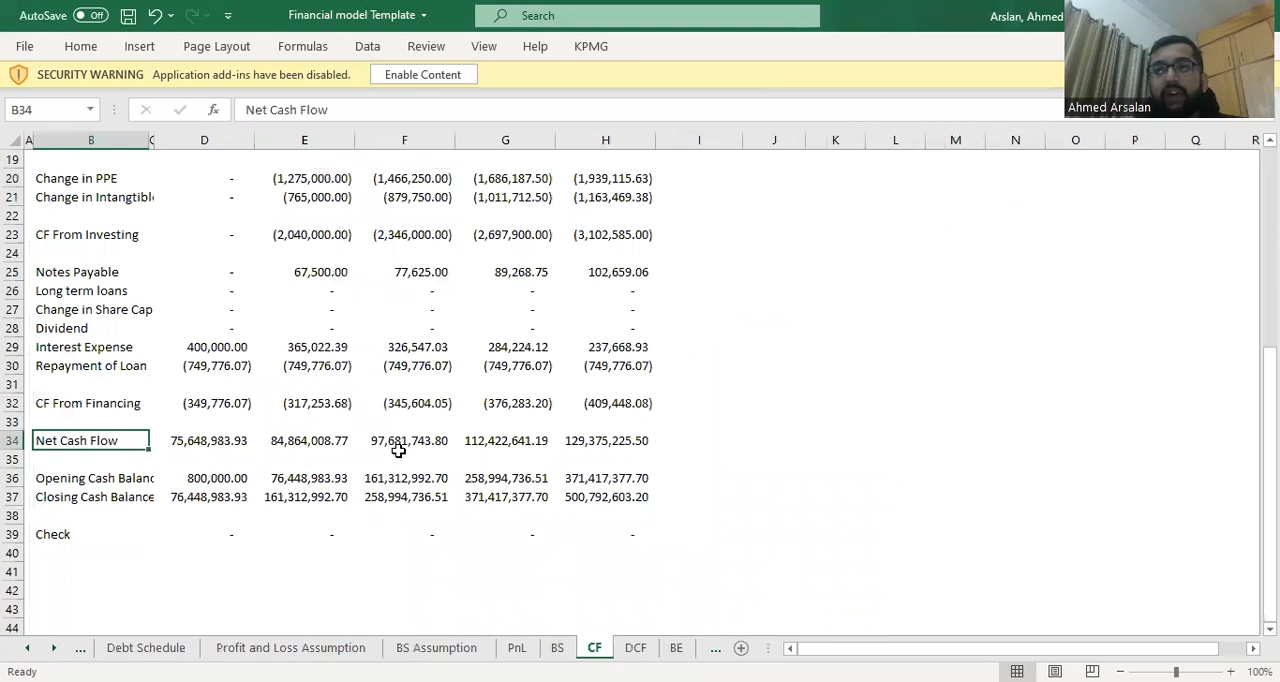 AutoSave Off Financial model Template Search Arslan, Ahmed
File Home Insert Page Layout Formulas Data Review View Help KPMG
SECURITY WARNING Application add-ins have been disabled. Enable Content
Ahmed Arsalan
B34 fx Net Cash Flow
A B C D E F G H I J K L M N O P Q R
19
20 Change in PPE - (1,275,000.00) (1,466,250.00) (1,686,187.50) (1,939,115.63)
21 Change in Intangibl - (765,000.00) (879,750.00) (1,011,712.50) (1,163,469.38)
22
23 CF From Investing - (2,040,000.00) (2,346,000.00) (2,697,900.00) (3,102,585.00)
24
25 Notes Payable - 67,500.00 77,625.00 89,268.75 102,659.06
26 Long term loans - - - - -
27 Change in Share Cap - - - - -
28 Dividend - - - - -
29 Interest Expense 400,000.00 365,022.39 326,547.03 284,224.12 237,668.93
30 Repayment of Loan (749,776.07) (749,776.07) (749,776.07) (749,776.07) (749,776.07)
31
32 CF From Financing (349,776.07) (317,253.68) (345,604.05) (376,283.20) (409,448.08)
33
34 Net Cash Flow 75,648,983.93 84,864,008.77 97,681,743.80 112,422,641.19 129,375,225.50
35
36 Opening Cash Balanc 800,000.00 76,448,983.93 161,312,992.70 258,994,736.51 371,417,377.70
37 Closing Cash Balance 76,448,983.93 161,312,992.70 258,994,736.51 371,417,377.70 500,792,603.20
38
39 Check - - - - -
40
41
42
43
44
... Debt Schedule Profit and Loss Assumption BS Assumption PnL BS CF DCF BE ...
Ready 100%